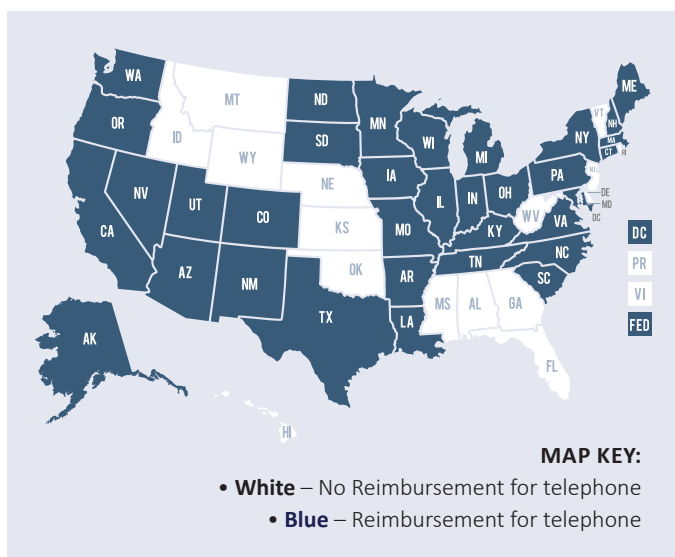 WA
ME
MT
ND
VT
OR
MN
NH
ID
SD
WI
NY
MA
CT
RI
WY
MI
IA
PA
NJ
NE
NV
OH
DE
UT
IL
IN
MD
CO
WV
DC
CA
KS
MO
KY
VA
DC
NC
TN
PR
OK
AZ
NM
AR
SC
VI
MS
AL
GA
TX
LA
FED
AK
FL
HI
MAP KEY:
• White – No Reimbursement for telephone
• Blue – Reimbursement for telephone